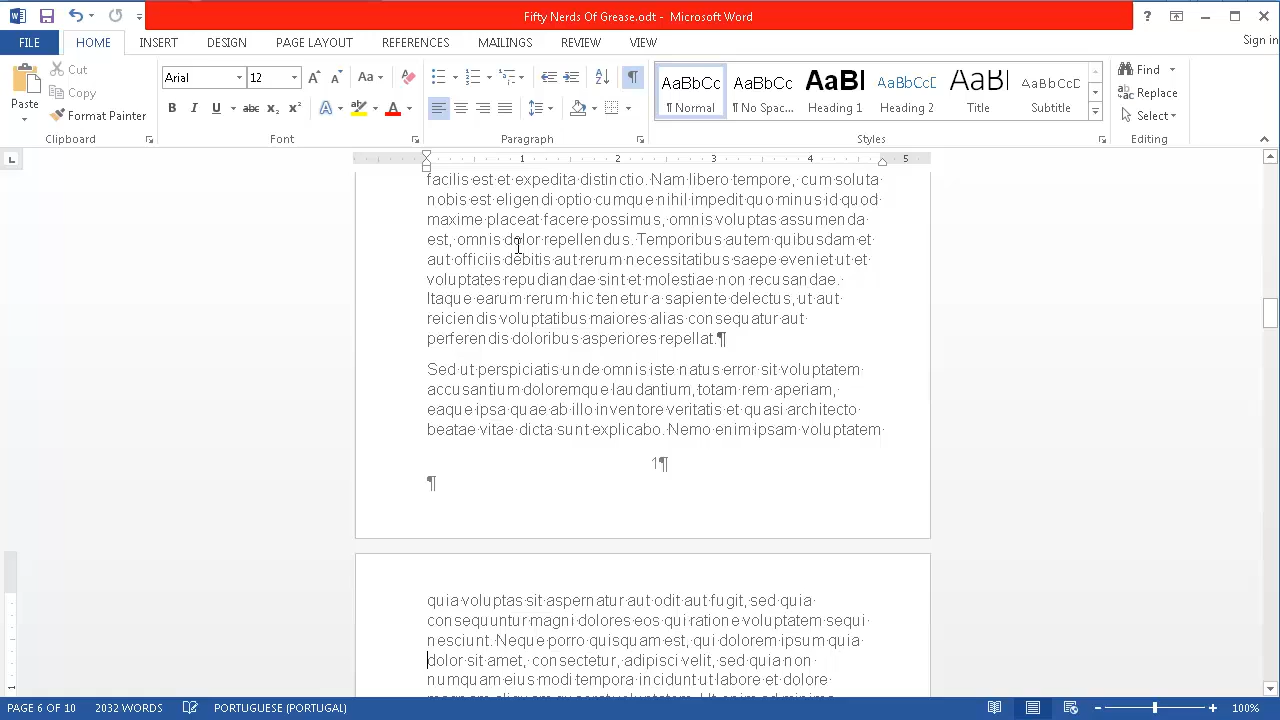 Fifty Nerds Of Grease.odt - Microsoft Word
Sign in
FILE HOME INSERT DESIGN PAGE LAYOUT REFERENCES MAILINGS REVIEW VIEW
Paste
Cut
Copy
Format Painter
Clipboard
Arial 12
Font
Paragraph
AaBbCc AaBbCc AaBl AaBbCcD AaBl AaBbCcD
¶ Norma ¶ No Spac... Heading 1 Heading 2 Title Subtitle
Styles
Find
Replace
Select
Editing
1 2 3 4 5
facilis est et expedita distinctio. Nam libero tempore, cum soluta
nobis est eligendi optio cumque nihil impedit quo minus id quod
maxime placeat facere possimus, omnis voluptas assumenda
est, omnis dolor repellendus. Temporibus autem quibusdam et
aut officiis debitis aut rerum necessitatibus saepe eveniet ut et
voluptates repudiandae sint et molestiae non recusandae.
Itaque earum rerum hic tenetur a sapiente delectus, ut aut
reiciendis voluptatibus maiores alias consequatur aut
perferendis doloribus asperiores repellat.¶
Sed ut perspiciatis unde omnis iste natus error sit voluptatem
accusantium doloremque laudantium, totam rem aperiam,
eaque ipsa quae ab illo inventore veritatis et quasi architecto
beatae vitae dicta sunt explicabo. Nemo enim ipsam voluptatem
1¶
¶
quia voluptas sit aspernatur aut odit aut fugit, sed quia
consequuntur magni dolores eos qui ratione voluptatem sequi
nesciunt. Neque porro quisquam est, qui dolorem ipsum quia
dolor sit amet, consectetur, adipisci velit, sed quia non
numquam eius modi tempora incidunt ut labore et dolore
PAGE 6 OF 10 2032 WORDS PORTUGUESE (PORTUGAL) 100%